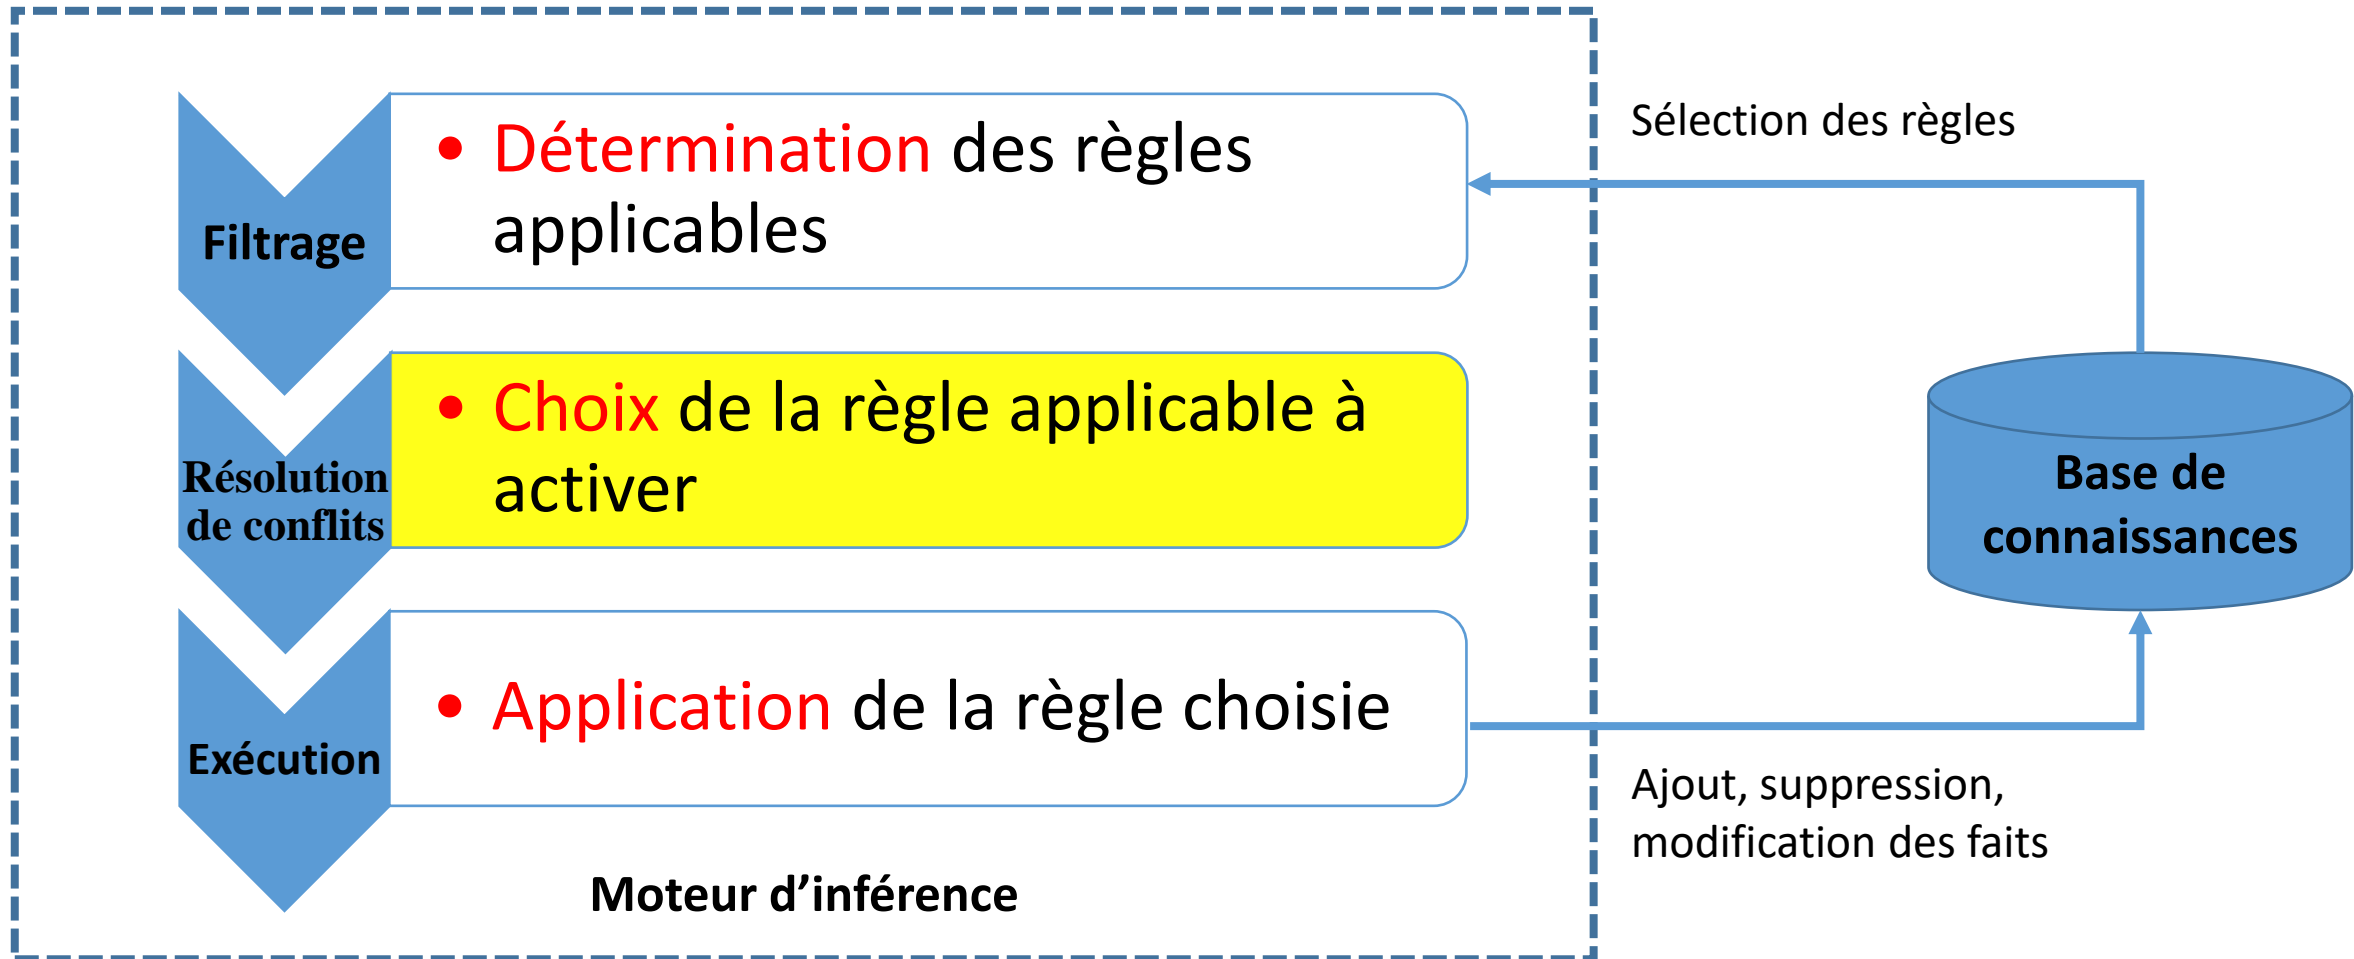 Filtrage
• Détermination des règles
applicables
Résolution
de conflits
• Choix de la règle applicable à
activer
Exécution
• Application de la règle choisie
Moteur d’inférence
Sélection des règles
Base de
connaissances
Ajout, suppression,
modification des faits